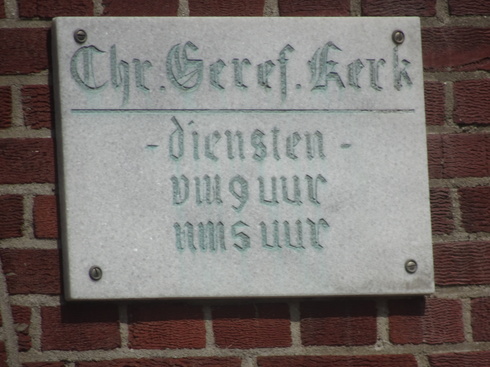 Chr. Geref. Kerk
- diensten -
vm 9 uur
nm 5 uur